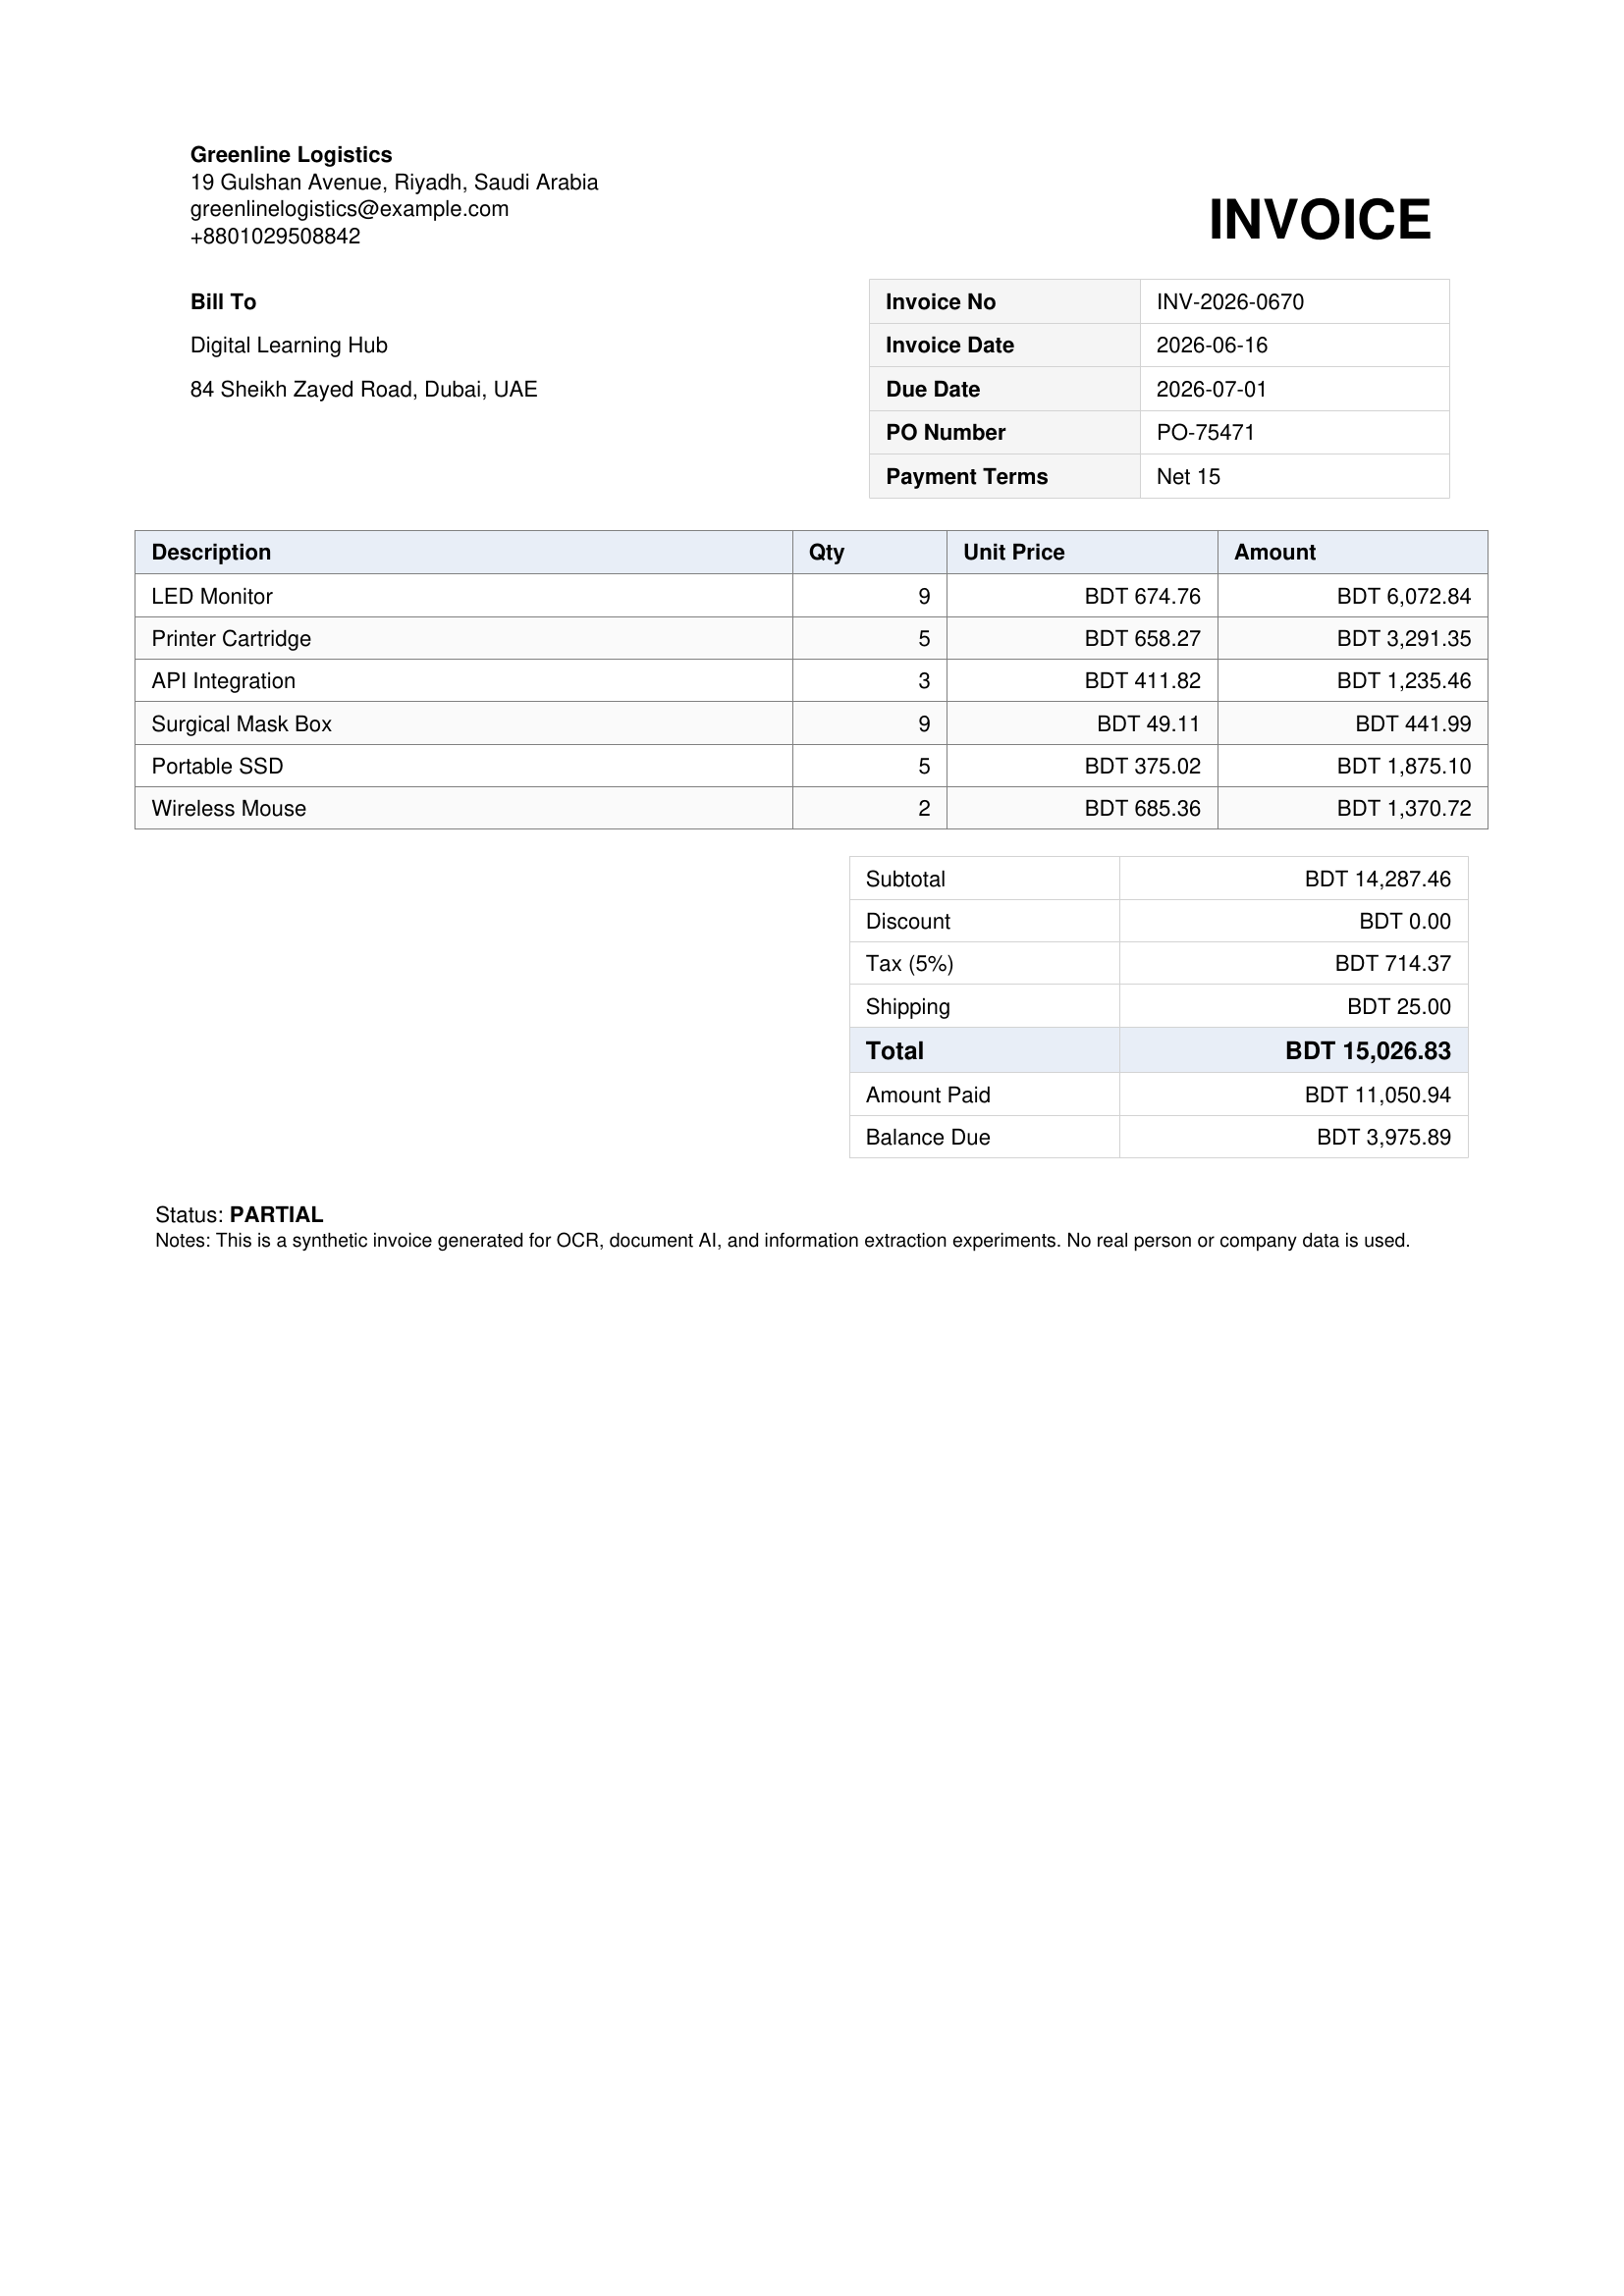 Greenline Logistics
19 Gulshan Avenue, Riyadh, Saudi Arabia
greenlinelogistics@example.com
+8801029508842
INVOICE
Bill To
Digital Learning Hub
84 Sheikh Zayed Road, Dubai, UAE
Invoice No INV-2026-0670
Invoice Date 2026-06-16
Due Date 2026-07-01
PO Number PO-75471
Payment Terms Net 15
Description Qty Unit Price Amount
LED Monitor 9 BDT 674.76 BDT 6,072.84
Printer Cartridge 5 BDT 658.27 BDT 3,291.35
API Integration 3 BDT 411.82 BDT 1,235.46
Surgical Mask Box 9 BDT 49.11 BDT 441.99
Portable SSD 5 BDT 375.02 BDT 1,875.10
Wireless Mouse 2 BDT 685.36 BDT 1,370.72
Subtotal BDT 14,287.46
Discount BDT 0.00
Tax (5%) BDT 714.37
Shipping BDT 25.00
Total BDT 15,026.83
Amount Paid BDT 11,050.94
Balance Due BDT 3,975.89
Status: PARTIAL
Notes: This is a synthetic invoice generated for OCR, document AI, and information extraction experiments. No real person or company data is used.